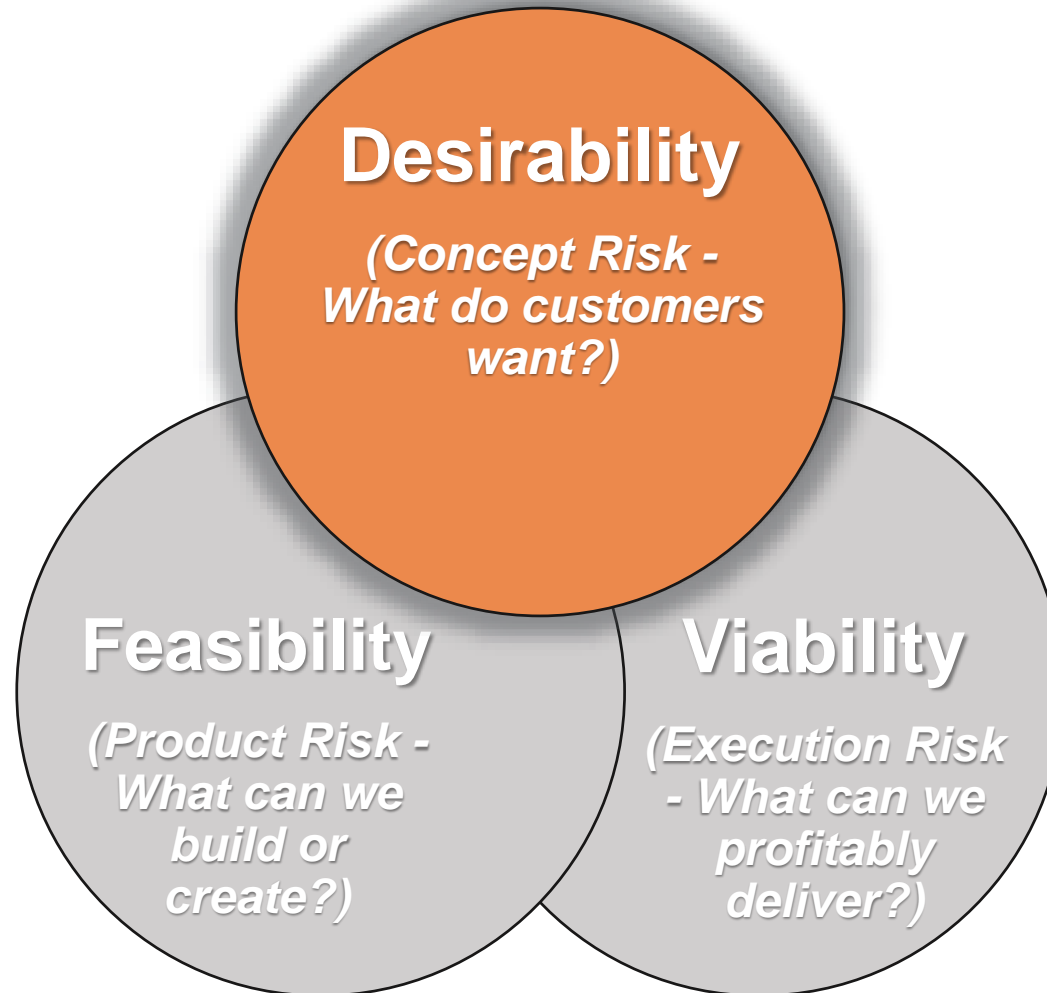 Desirability
(Concept Risk -
What do customers
want?)
Feasibility
(Product Risk -
What can we
build or
create?)
Viability
(Execution Risk
- What can we
profitably
deliver?)